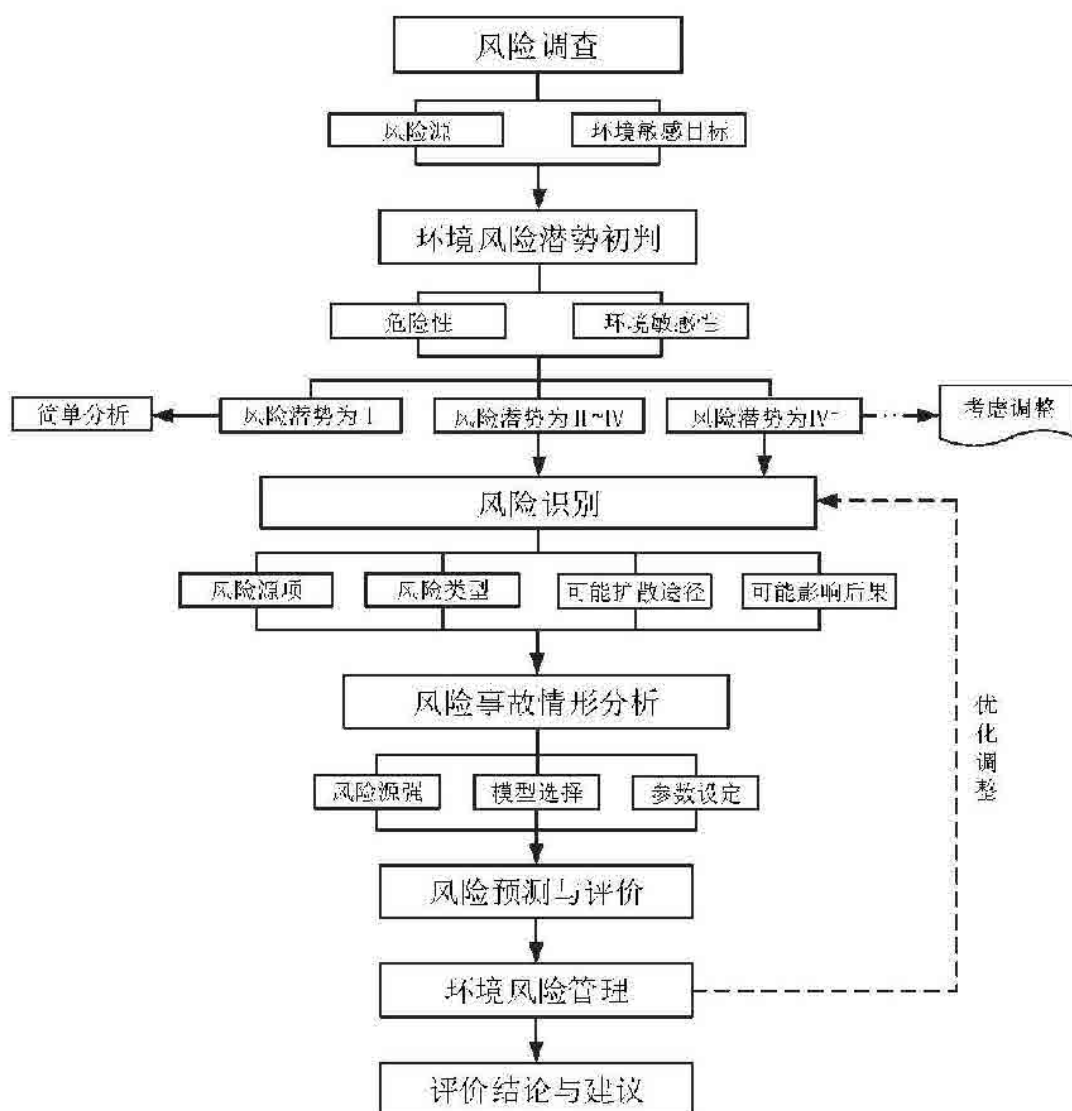 风险调查
风险源
环境敏感目标
环境风险潜势初判
危险性
环境敏感性
简单分析
风险潜势为 I
风险潜势为 II~IV
风险潜势为 IV+
考虑调整
风险识别
风险源项
风险类型
可能扩散途径
可能影响后果
风险事故情形分析
风险源强
模型选择
参数设定
优化调整
风险预测与评价
环境风险管理
评价结论与建议